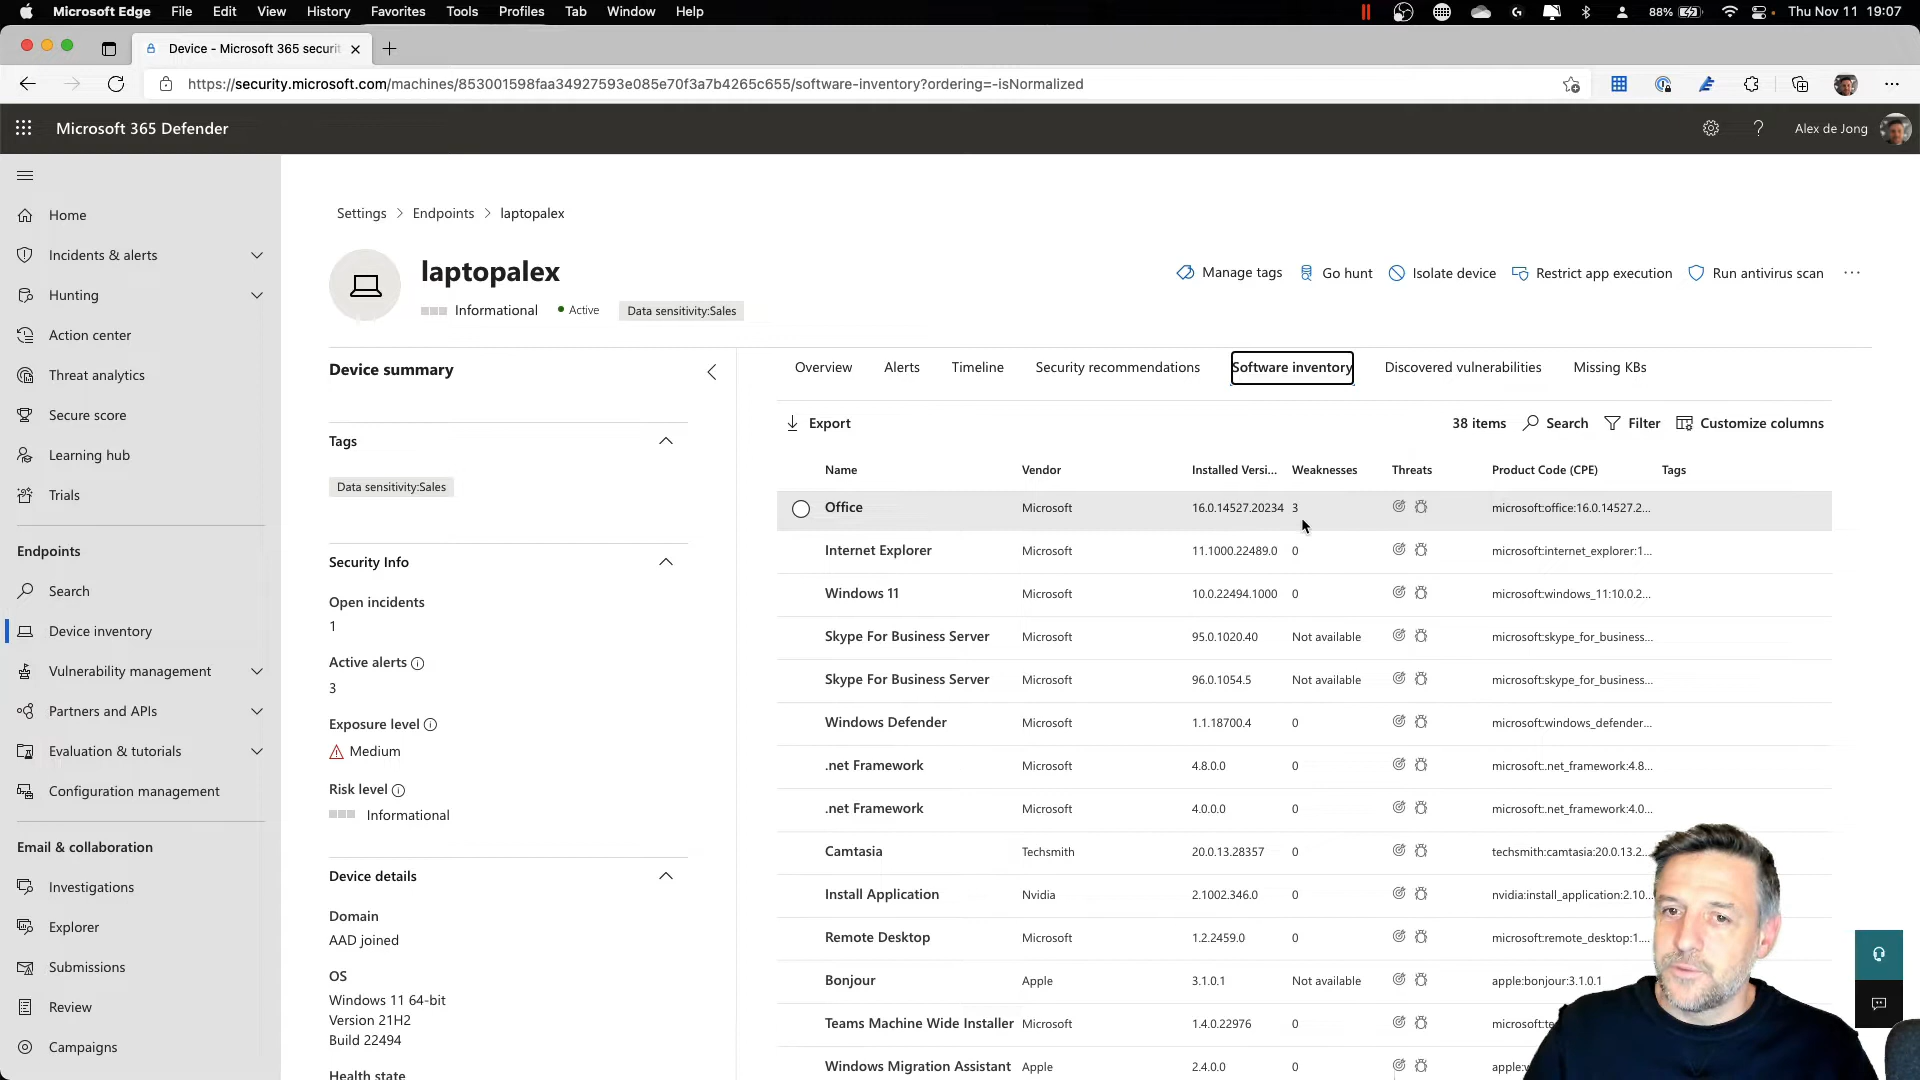 Microsoft Edge File Edit View History Favorites Tools Profiles Tab Window Help 88% Thu Nov 11 19:07
Device - Microsoft 365 securit
https://security.microsoft.com/machines/853001598faa34927593e085e70f3a7b4265c655/software-inventory?ordering=-isNormalized
Microsoft 365 Defender Alex de Jong
Home
Incidents & alerts
Hunting
Action center
Threat analytics
Secure score
Learning hub
Trials
Endpoints
Search
Device inventory
Vulnerability management
Partners and APIs
Evaluation & tutorials
Configuration management
Email & collaboration
Investigations
Explorer
Submissions
Review
Campaigns
Settings > Endpoints > laptopalex
laptopalex
Informational Active Data sensitivity:Sales
Manage tags Go hunt Isolate device Restrict app execution Run antivirus scan ...
Device summary
Tags
Data sensitivity:Sales
Security Info
Open incidents
1
Active alerts
3
Exposure level
Medium
Risk level
Informational
Device details
Domain
AAD joined
OS
Windows 11 64-bit
Version 21H2
Build 22494
Health state
Overview Alerts Timeline Security recommendations Software inventory Discovered vulnerabilities Missing KBs
Export 38 items Search Filter Customize columns
Name Vendor Installed Versi... Weaknesses Threats Product Code (CPE) Tags
Office Microsoft 16.0.14527.20234 3 microsoft:office:16.0.14527.2...
Internet Explorer Microsoft 11.1000.22489.0 0 microsoft:internet_explorer:1...
Windows 11 Microsoft 10.0.22494.1000 0 microsoft:windows_11:10.0.2...
Skype For Business Server Microsoft 95.0.1020.40 Not available microsoft:skype_for_business...
Skype For Business Server Microsoft 96.0.1054.5 Not available microsoft:skype_for_business...
Windows Defender Microsoft 1.1.18700.4 0 microsoft:windows_defender...
.net Framework Microsoft 4.8.0.0 0 microsoft:.net_framework:4.8...
.net Framework Microsoft 4.0.0.0 0 microsoft:.net_framework:4.0...
Camtasia Techsmith 20.0.13.28357 0 techsmith:camtasia:20.0.13.2...
Install Application Nvidia 2.1002.346.0 0 nvidia:install_application:2.10...
Remote Desktop Microsoft 1.2.2459.0 0 microsoft:remote_desktop:1....
Bonjour Apple 3.1.0.1 Not available apple:bonjour:3.1.0.1
Teams Machine Wide Installer Microsoft 1.4.0.22976 0 microsoft:te
Windows Migration Assistant Apple 2.4.0.0 0 apple: